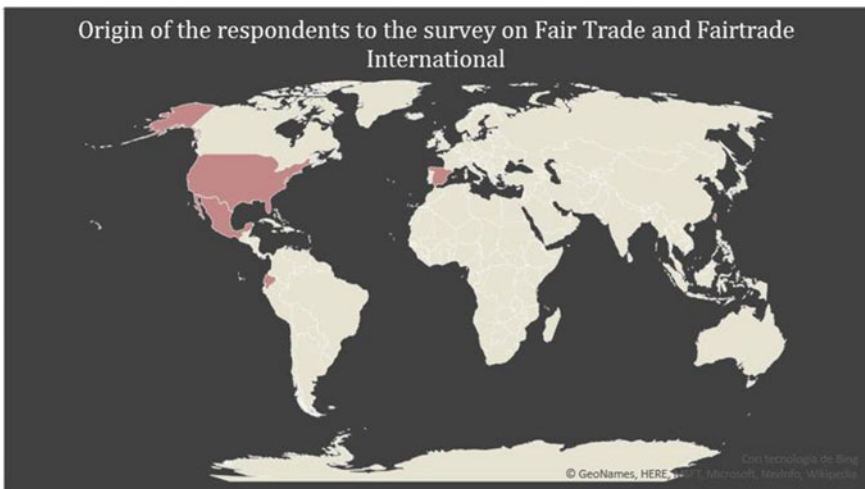 Origin of the respondents to the survey on Fair Trade and Fairtrade
International
Con tecnología de Bing
© GeoNames, HERE, MSFT, Microsoft, NavInfo, Wikipedia